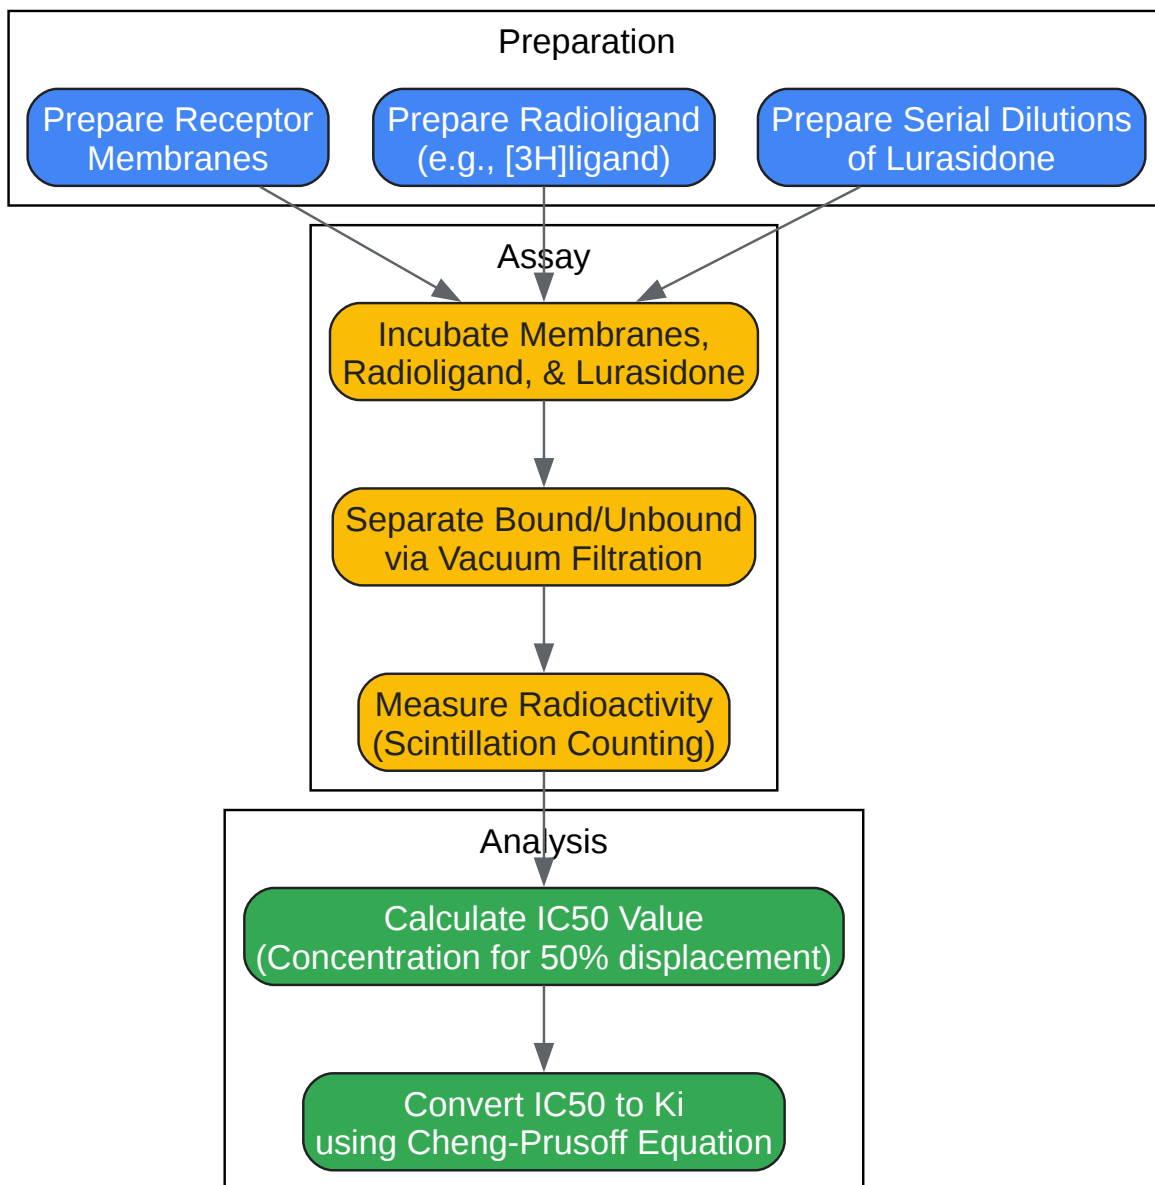 Preparation
Prepare Receptor
Membranes
Prepare Radioligand
(e.g., [3H]ligand)
Prepare Serial Dilutions
of Lurasidone
Assay
Incubate Membranes,
Radioligand, & Lurasidone
Separate Bound/Unbound
via Vacuum Filtration
Measure Radioactivity
(Scintillation Counting)
Analysis
Calculate IC50 Value
(Concentration for 50% displacement)
Convert IC50 to Ki
using Cheng-Prusoff Equation